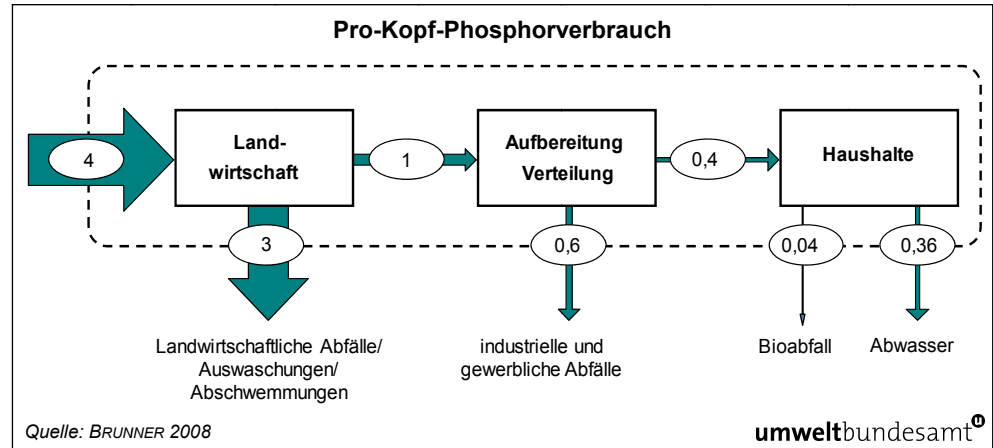 Pro-Kopf-Phosphorverbrauch
4
Land-
wirtschaft
1
Aufbereitung
Verteilung
0,4
Haushalte
3
0,6
0,04
0,36
Landwirtschaftliche Abfälle/
Auswaschungen/
Abschwemmungen
industrielle und
gewerbliche Abfälle
Bioabfall
Abwasser
Quelle: BRUNNER 2008
umweltbundesamt u